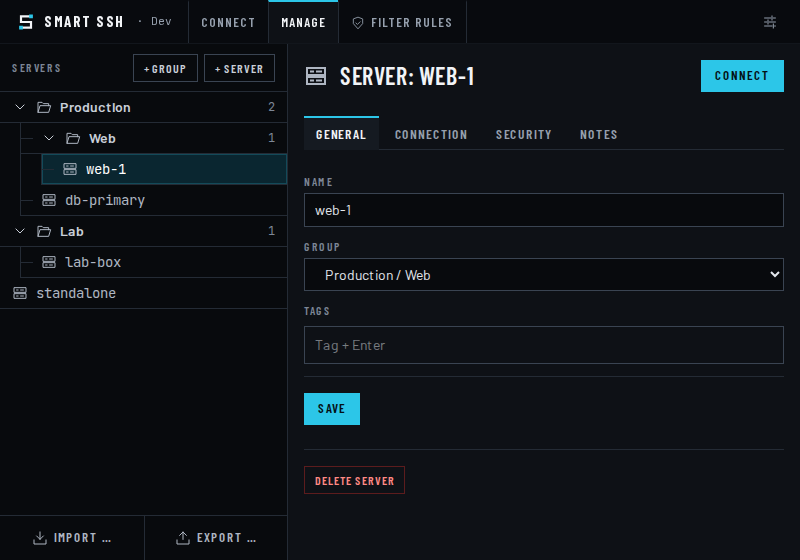 SMART SSH · Dev CONNECT MANAGE FILTER RULES
SERVERS +GROUP +SERVER
Production 2
Web 1
web-1
db-primary
Lab 1
lab-box
standalone
IMPORT … EXPORT …
SERVER: WEB-1 CONNECT
GENERAL CONNECTION SECURITY NOTES
NAME
web-1
GROUP
Production / Web
TAGS
Tag + Enter
SAVE
DELETE SERVER